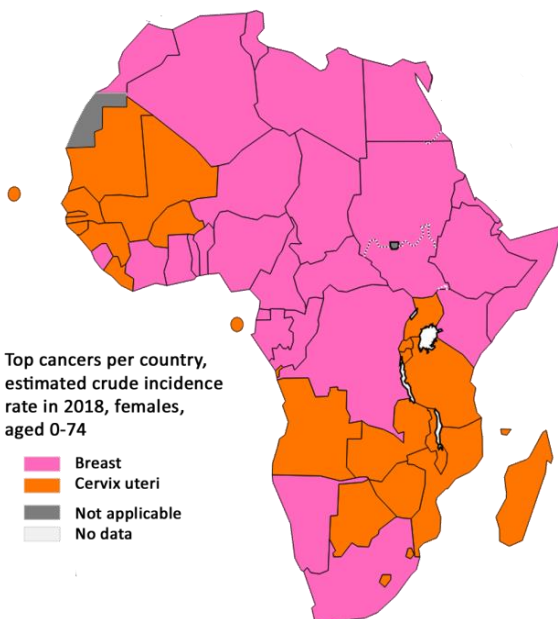 Top cancers per country,
estimated crude incidence
rate in 2018, females,
aged 0-74
Breast
Cervix uteri
Not applicable
No data